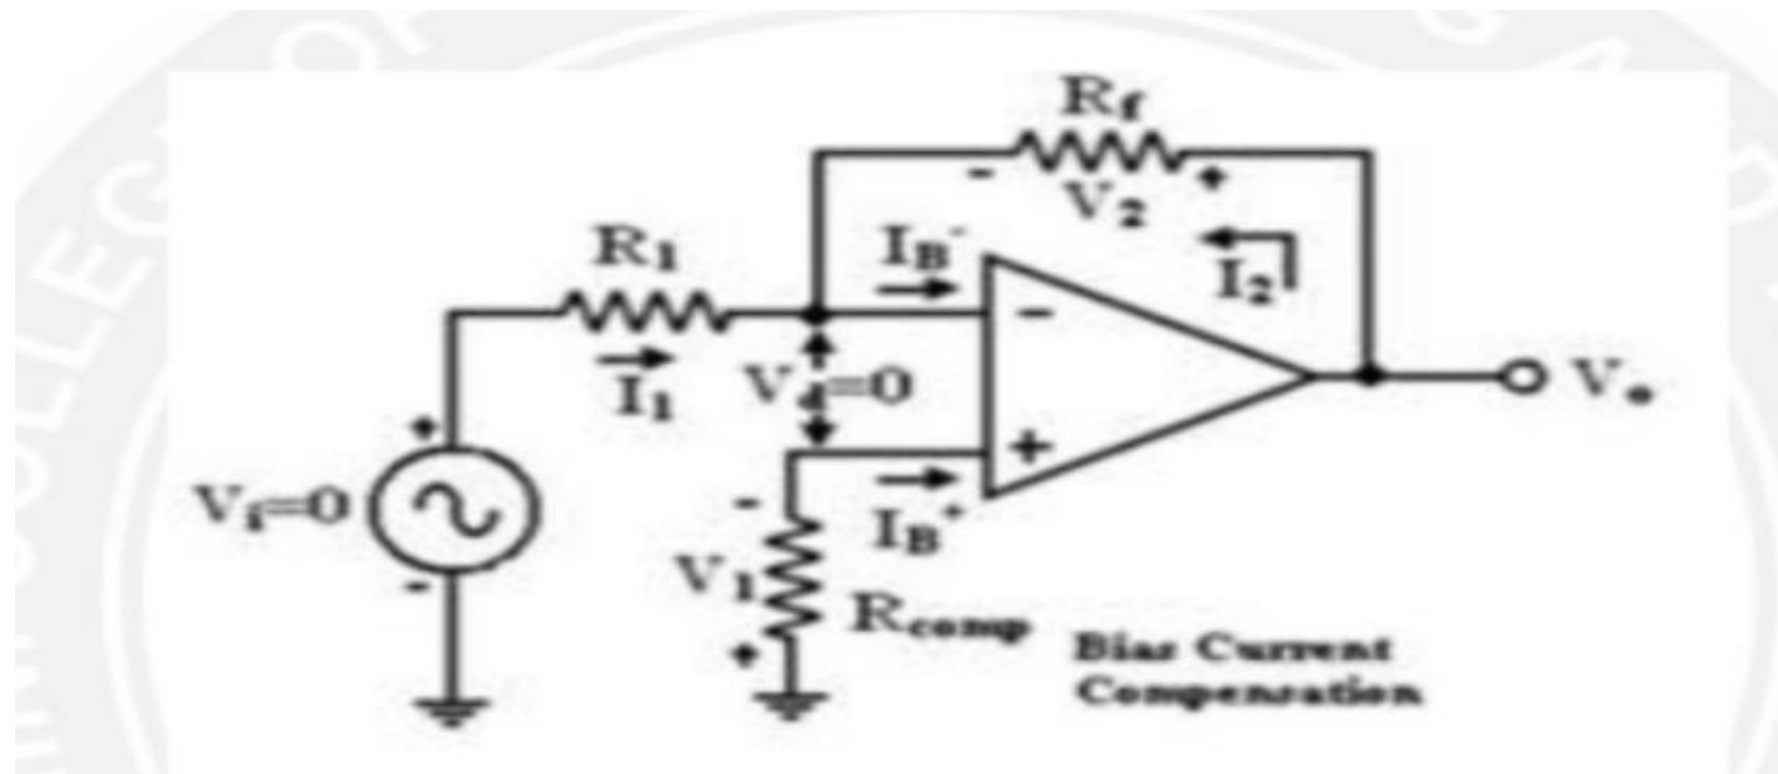 Rf
- +
V2
R1
IB-
I2
I1
Vd=0
-
+
Vo
+
Vi=0
-
-
IB+
V1
Rcomp
+
Bias Current
Compensation